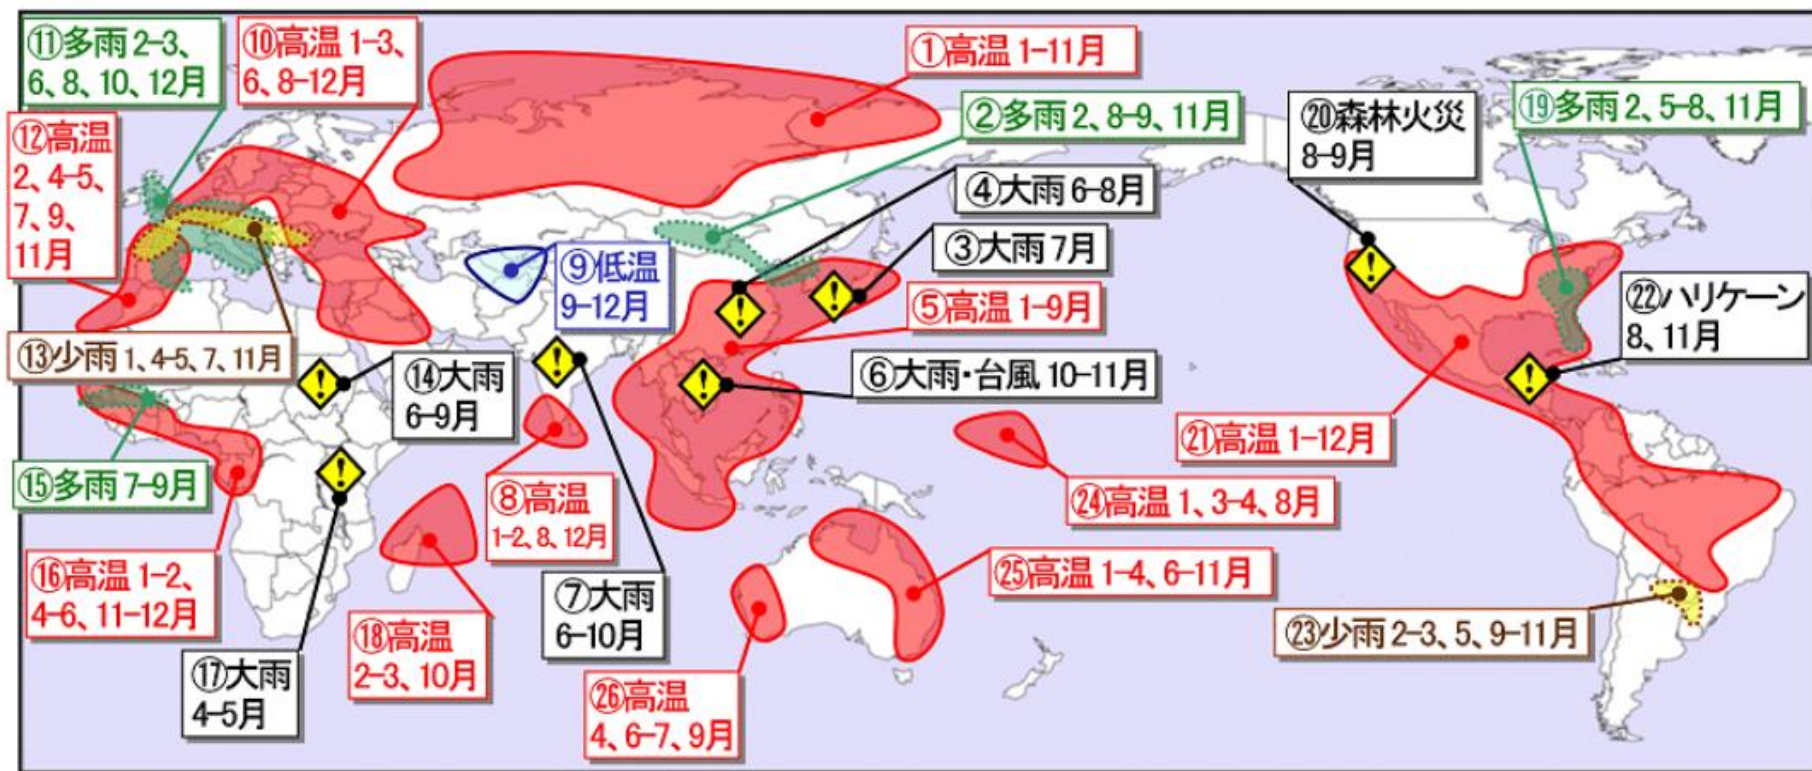 ⑪多雨 2-3、
6、8、10、12月
⑩高温 1-3、
6、8-12月
①高温 1-11月
②多雨 2、8-9、11月
⑳森林火災
8-9月
⑲多雨 2、5-8、11月
⑫高温
2、4-5、
7、9、
11月
④大雨 6-8月
③大雨 7月
⑨低温
9-12月
⑤高温 1-9月
㉒ハリケーン
8、11月
⑬少雨 1、4-5、7、11月
⑭大雨
6-9月
⑥大雨・台風 10-11月
㉑高温 1-12月
⑮多雨 7-9月
⑧高温
1-2、8、12月
㉔高温 1、3-4、8月
⑯高温 1-2、
4-6、11-12月
⑦大雨
6-10月
㉕高温 1-4、6-11月
⑱高温
2-3、10月
㉓少雨 2-3、5、9-11月
⑰大雨
4-5月
㉖高温
4、6-7、9月